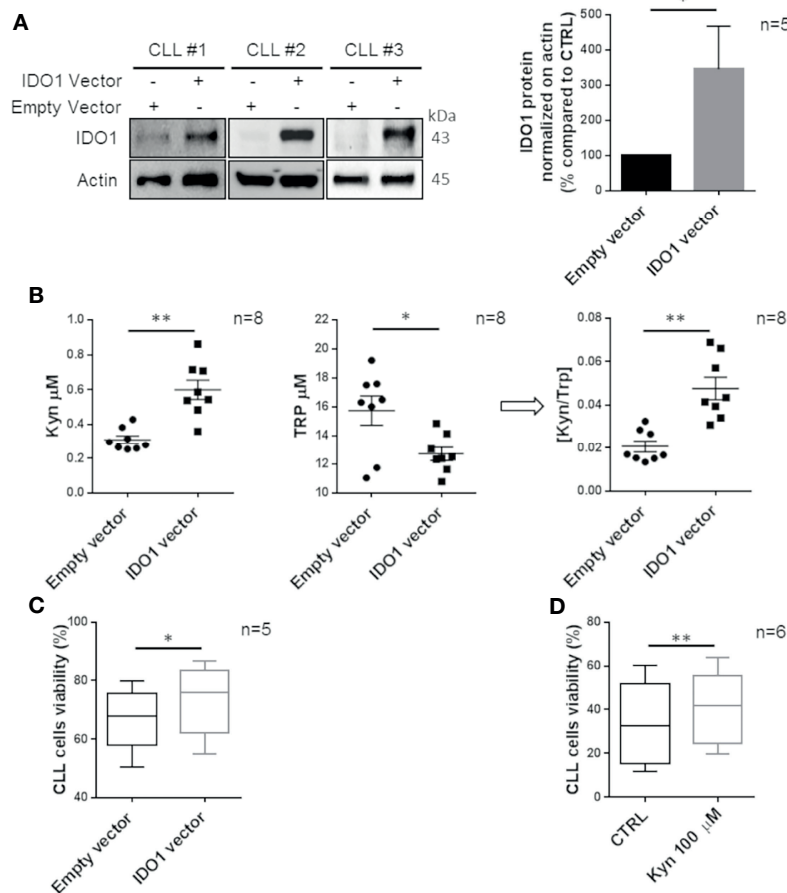 A
CLL #1 CLL #2 CLL #3
IDO1 Vector - + - + - +
Empty Vector + - + - + -
kDa
IDO1 43
Actin 45
n=5
IDO1 protein
normalized on actin
(% compared to CTRL)
500
400
300
200
100
0
Empty vector
IDO1 vector
B
** n=8
Kyn μM
1.0
0.8
0.6
0.4
0.2
0.0
Empty vector
IDO1 vector
* n=8
TRP μM
22
20
18
16
14
12
10
Empty vector
IDO1 vector
** n=8
[Kyn/Trp]
0.08
0.06
0.04
0.02
0.00
Empty vector
IDO1 vector
C
* n=5
CLL cells viability (%)
100
80
60
40
Empty vector
IDO1 vector
D
** n=6
CLL cells viability (%)
80
60
40
20
0
CTRL
Kyn 100 μM